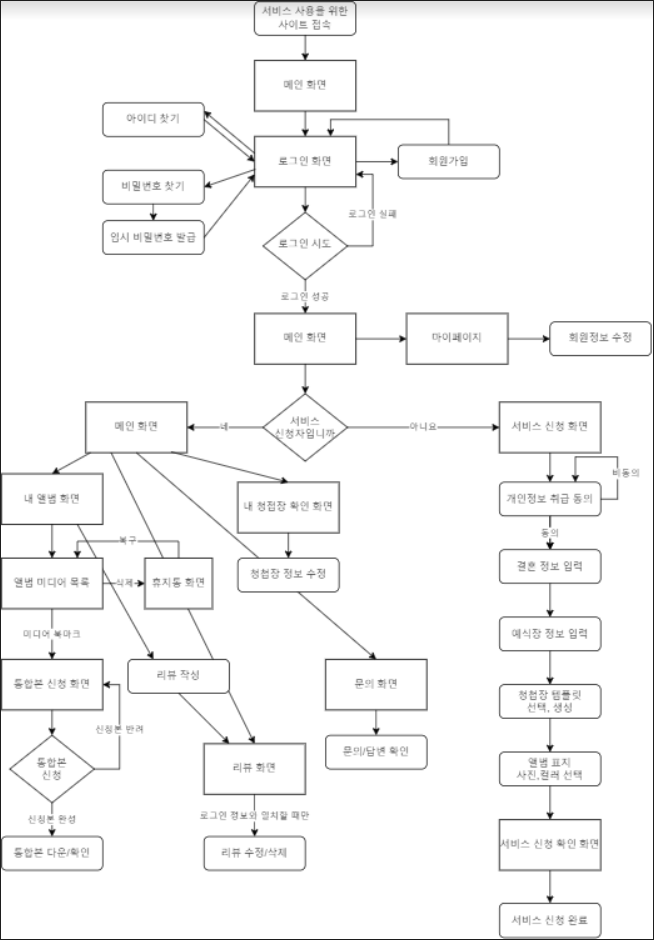 서비스 사용을 위한
사이트 접속
메인 화면
아이디 찾기
로그인 화면
회원가입
비밀번호 찾기
로그인 실패
임시 비밀번호 발급
로그인 시도
로그인 성공
메인 화면
마이페이지
회원정보 수정
메인 화면
네
서비스
신청자입니까
아니요
서비스 신청 화면
비동의
내 앨범 화면
내 청첩장 확인 화면
개인정보 취급 동의
동의
복구
앨범 미디어 목록
삭제
휴지통 화면
청첩장 정보 수정
결혼 정보 입력
미디어 북마크
예식장 정보 입력
통합본 신청 화면
리뷰 작성
문의 화면
청첩장 템플릿
선택, 생성
신청본 반려
통합본
신청
리뷰 화면
문의/답변 확인
앨범 표지
사진,컬러 선택
신청본 완성
로그인 정보와 일치할 때만
서비스 신청 확인 화면
통합본 다운/확인
리뷰 수정/삭제
서비스 신청 완료